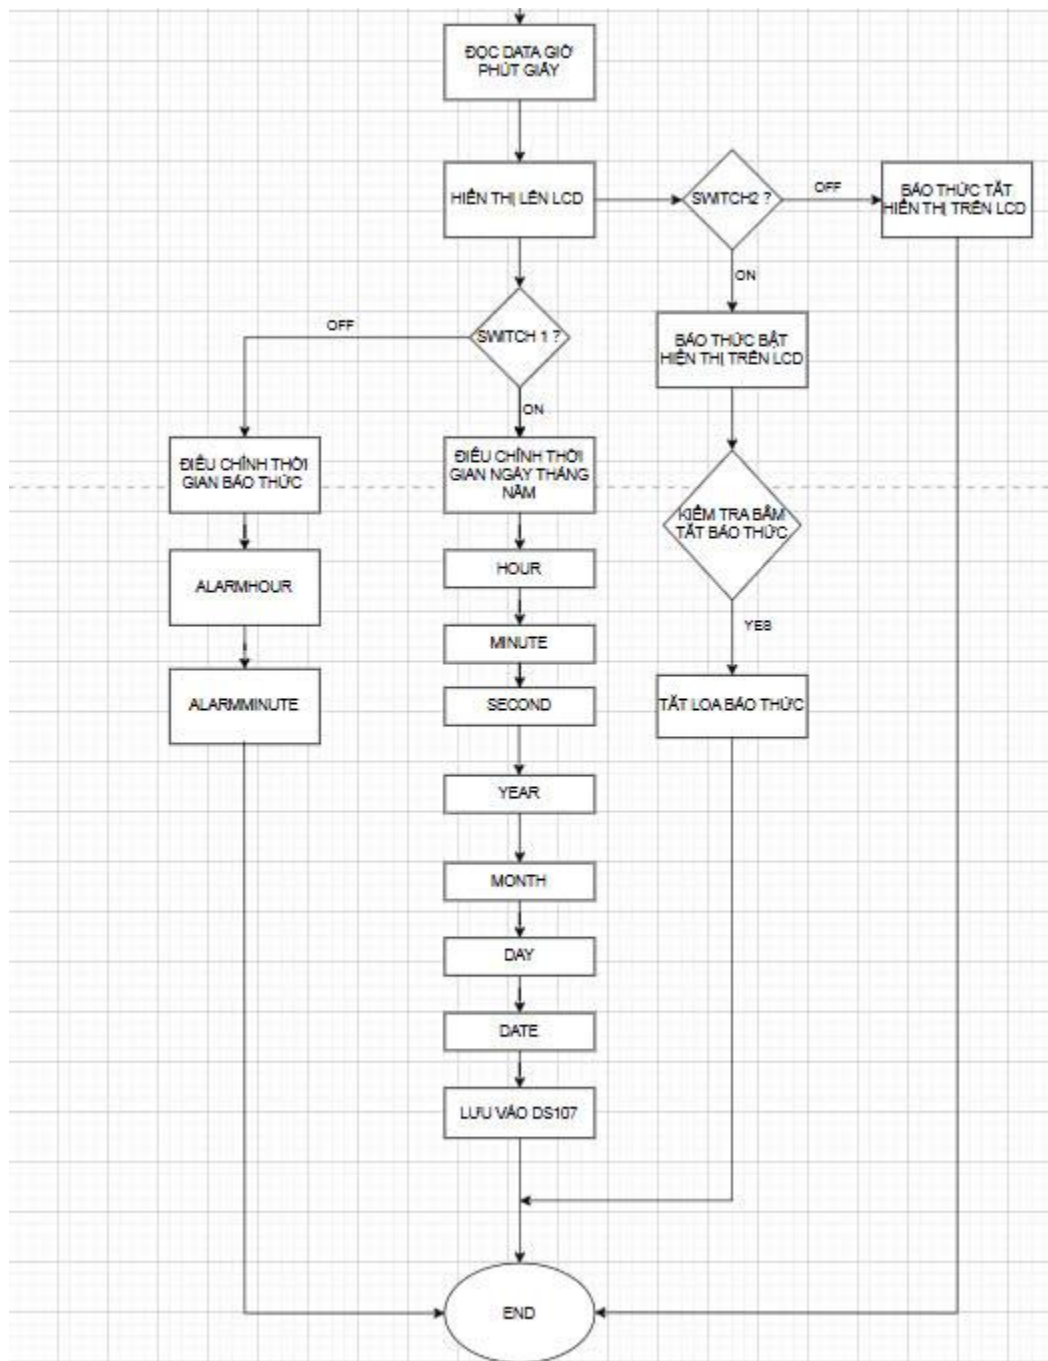 ĐỌC DATA GIỜ
PHÚT GIÂY
HIỂN THỊ LÊN LCD
SWITCH2 ?
OFF
BÁO THỨC TẮT
HIỂN THỊ TRÊN LCD
ON
SWITCH 1 ?
OFF
BÁO THỨC BẬT
HIỆN THỊ TRÊN LCD
ON
ĐIỀU CHỈNH THỜI
GIAN BÁO THỨC
ĐIỀU CHỈNH THỜI
GIAN NGÀY THÁNG
NĂM
KIỂM TRA BẤM
TẮT BÁO THỨC
HOUR
ALARMHOUR
YES
MINUTE
ALARMMINUTE
SECOND
TẮT LOA BÁO THỨC
YEAR
MONTH
DAY
DATE
LƯU VÀO DS107
END